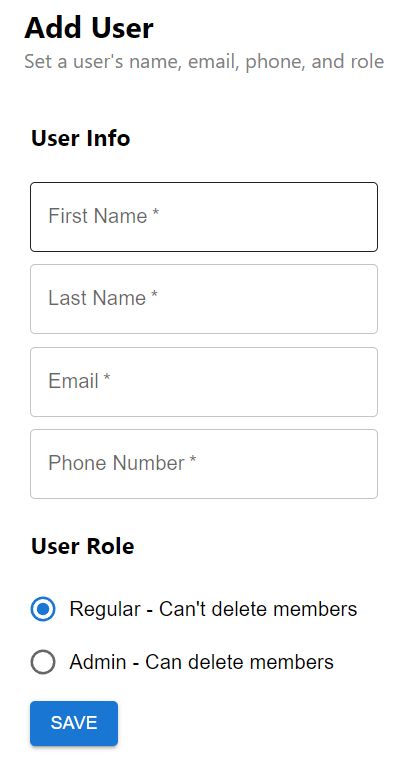 Add User
Set a user's name, email, phone, and role
User Info
First Name *
Last Name *
Email *
Phone Number *
User Role
Regular - Can't delete members
Admin - Can delete members
SAVE